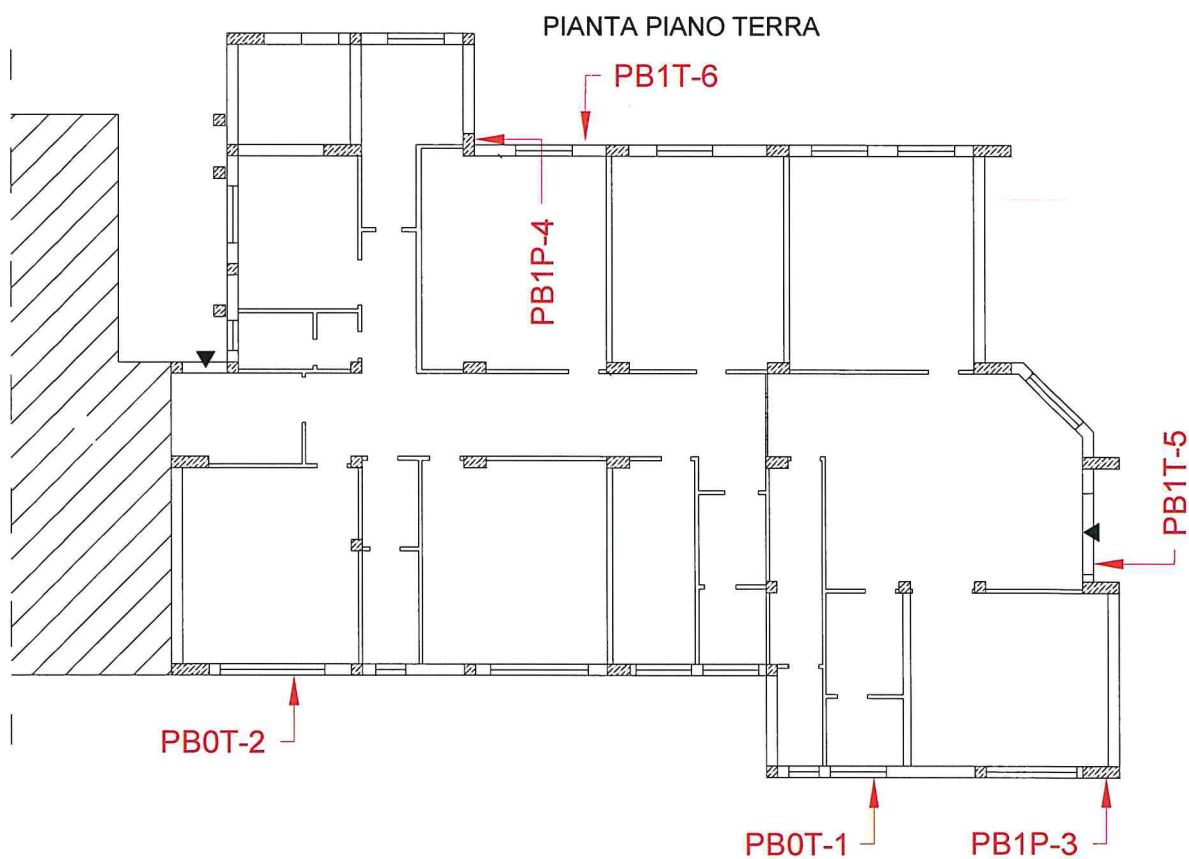 PIANTA PIANO TERRA
PB1T-6
PB1P-4
PB1T-5
PB0T-2
PB0T-1
PB1P-3